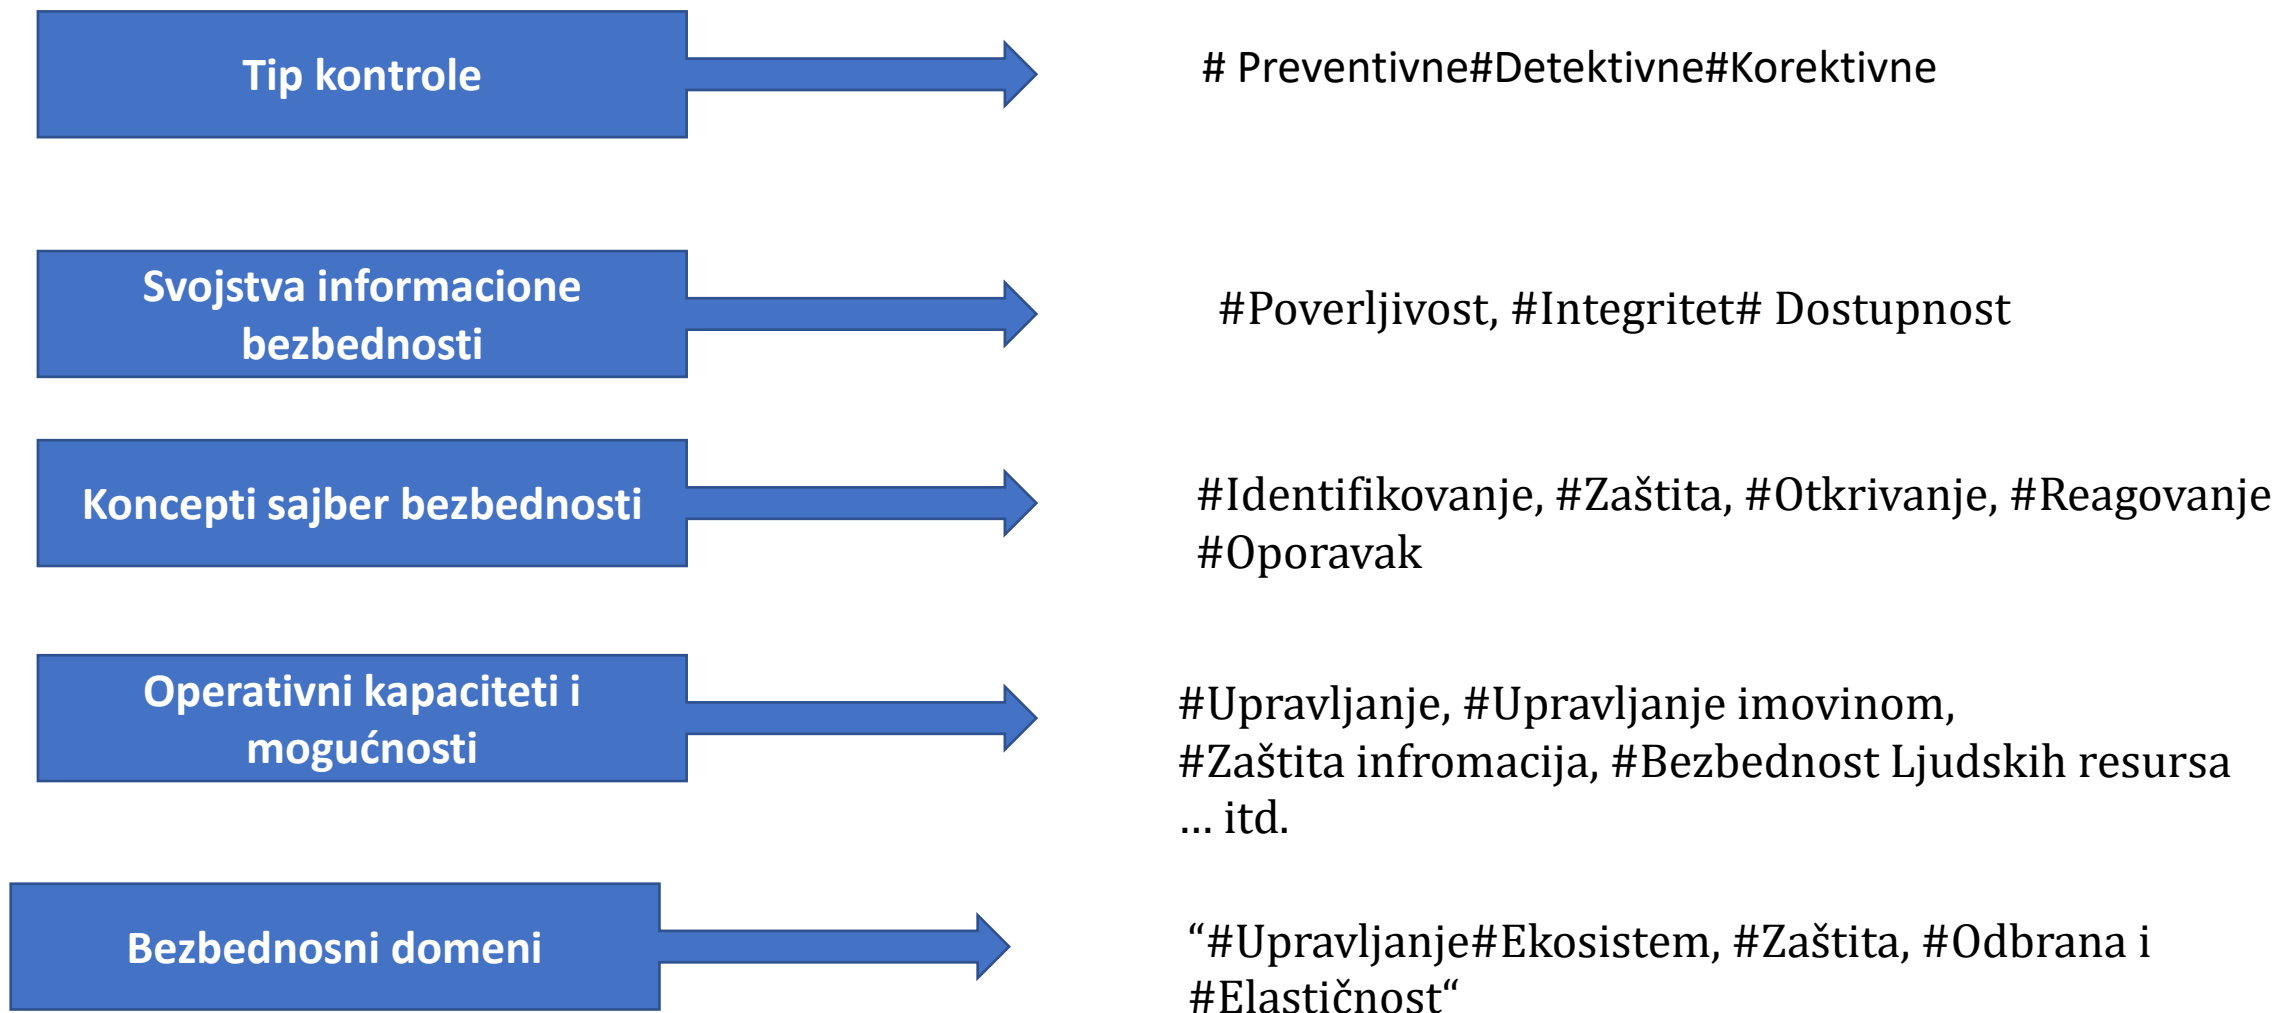 Tip kontrole
# Preventivne#Detektivne#Korektivne
Svojstva informacione
bezbednosti
#Poverljivost, #Integritet# Dostupnost
Koncepti sajber bezbednosti
#Identifikovanje, #Zaštita, #Otkrivanje, #Reagovanje
#Oporavak
Operativni kapaciteti i
mogućnosti
#Upravljanje, #Upravljanje imovinom,
#Zaštita infromacija, #Bezbednost Ljudskih resursa
... itd.
Bezbednosni domeni
“#Upravljanje#Ekosistem, #Zaštita, #Odbrana i
#Elastičnost“